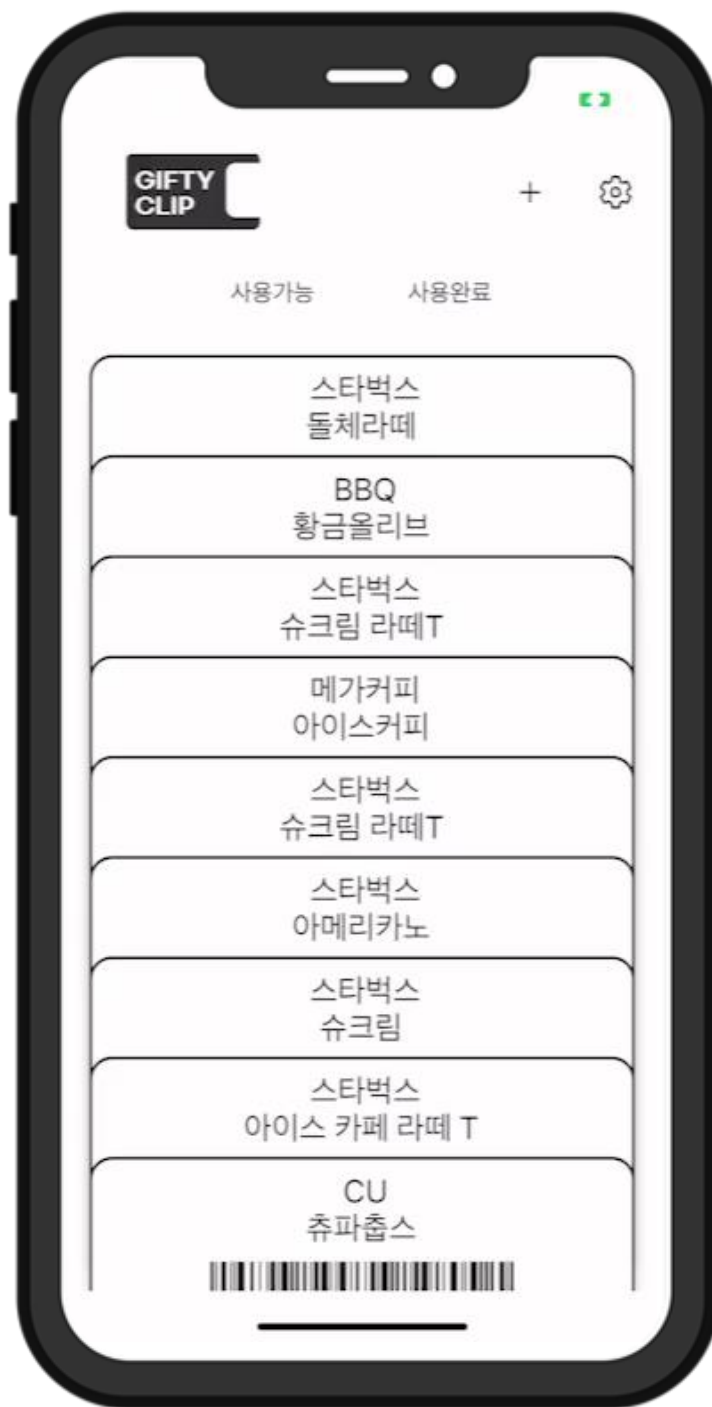 GIFTY
CLIP
+
사용가능 사용완료
스타벅스
돌체라떼
BBQ
황금올리브
스타벅스
슈크림 라떼T
메가커피
아이스커피
스타벅스
슈크림 라떼T
스타벅스
아메리카노
스타벅스
슈크림
스타벅스
아이스 카페 라떼 T
CU
츄파춥스